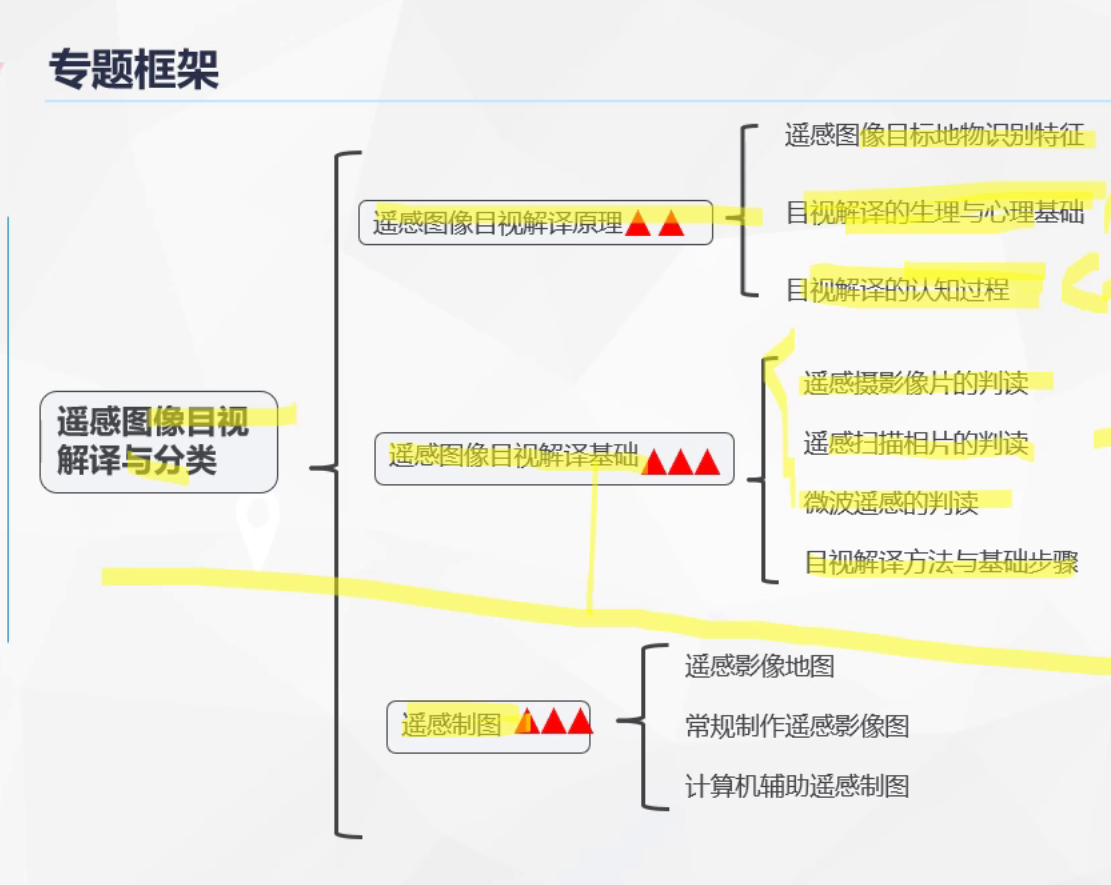 专题框架
遥感图像目标地物识别特征
遥感图像目视解译原理
目视解译的生理与心理基础
目视解译的认知过程
遥感图像目视
解译与分类
遥感摄影像片的判读
遥感图像目视解译基础
遥感扫描相片的判读
微波遥感的判读
目视解译方法与基础步骤
遥感影像地图
遥感制图
常规制作遥感影像图
计算机辅助遥感制图